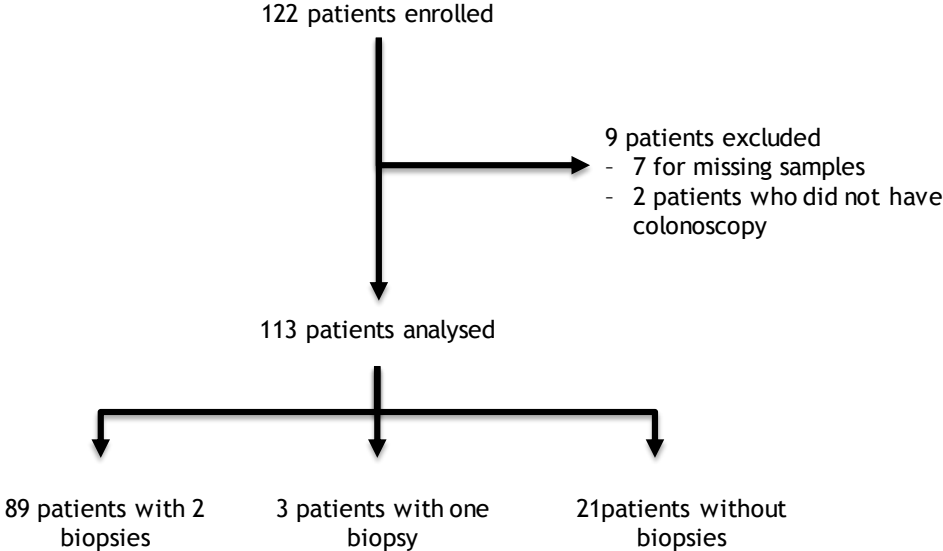 122 patients enrolled
9 patients excluded
- 7 for missing samples
- 2 patients who did not have
colonoscopy
113 patients analysed
89 patients with 2
biopsies
3 patients with one
biopsy
21patients without
biopsies